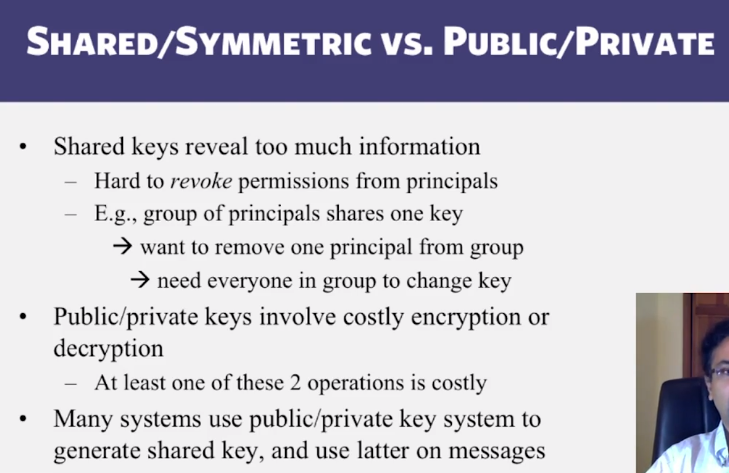 SHARED/SYMMETRIC VS. PUBLIC/PRIVATE
• Shared keys reveal too much information
– Hard to revoke permissions from principals
– E.g., group of principals shares one key
→ want to remove one principal from group
→ need everyone in group to change key
• Public/private keys involve costly encryption or
decryption
– At least one of these 2 operations is costly
• Many systems use public/private key system to
generate shared key, and use latter on messages